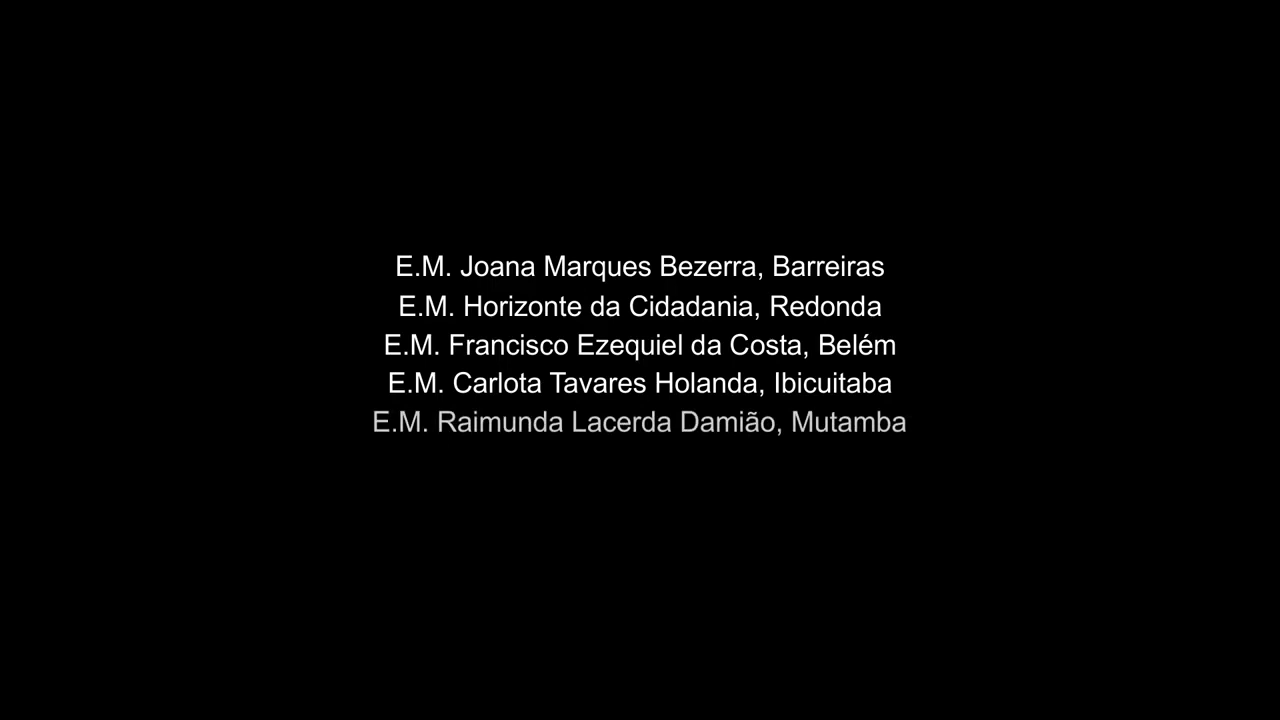 E.M. Joana Marques Bezerra, Barreiras
E.M. Horizonte da Cidadania, Redonda
E.M. Francisco Ezequiel da Costa, Belém
E.M. Carlota Tavares Holanda, Ibicuitaba
E.M. Raimunda Lacerda Damião, Mutamba